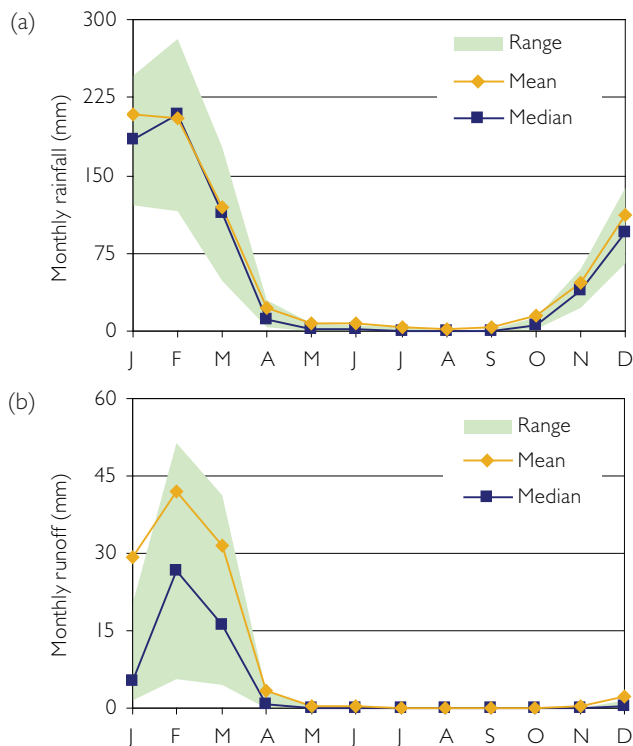 (a)
Monthly rainfall (mm)
300
225
150
75
0
Range
Mean
Median
J F M A M J J A S O N D
(b)
Monthly runoff (mm)
60
45
30
15
0
Range
Mean
Median
J F M A M J J A S O N D